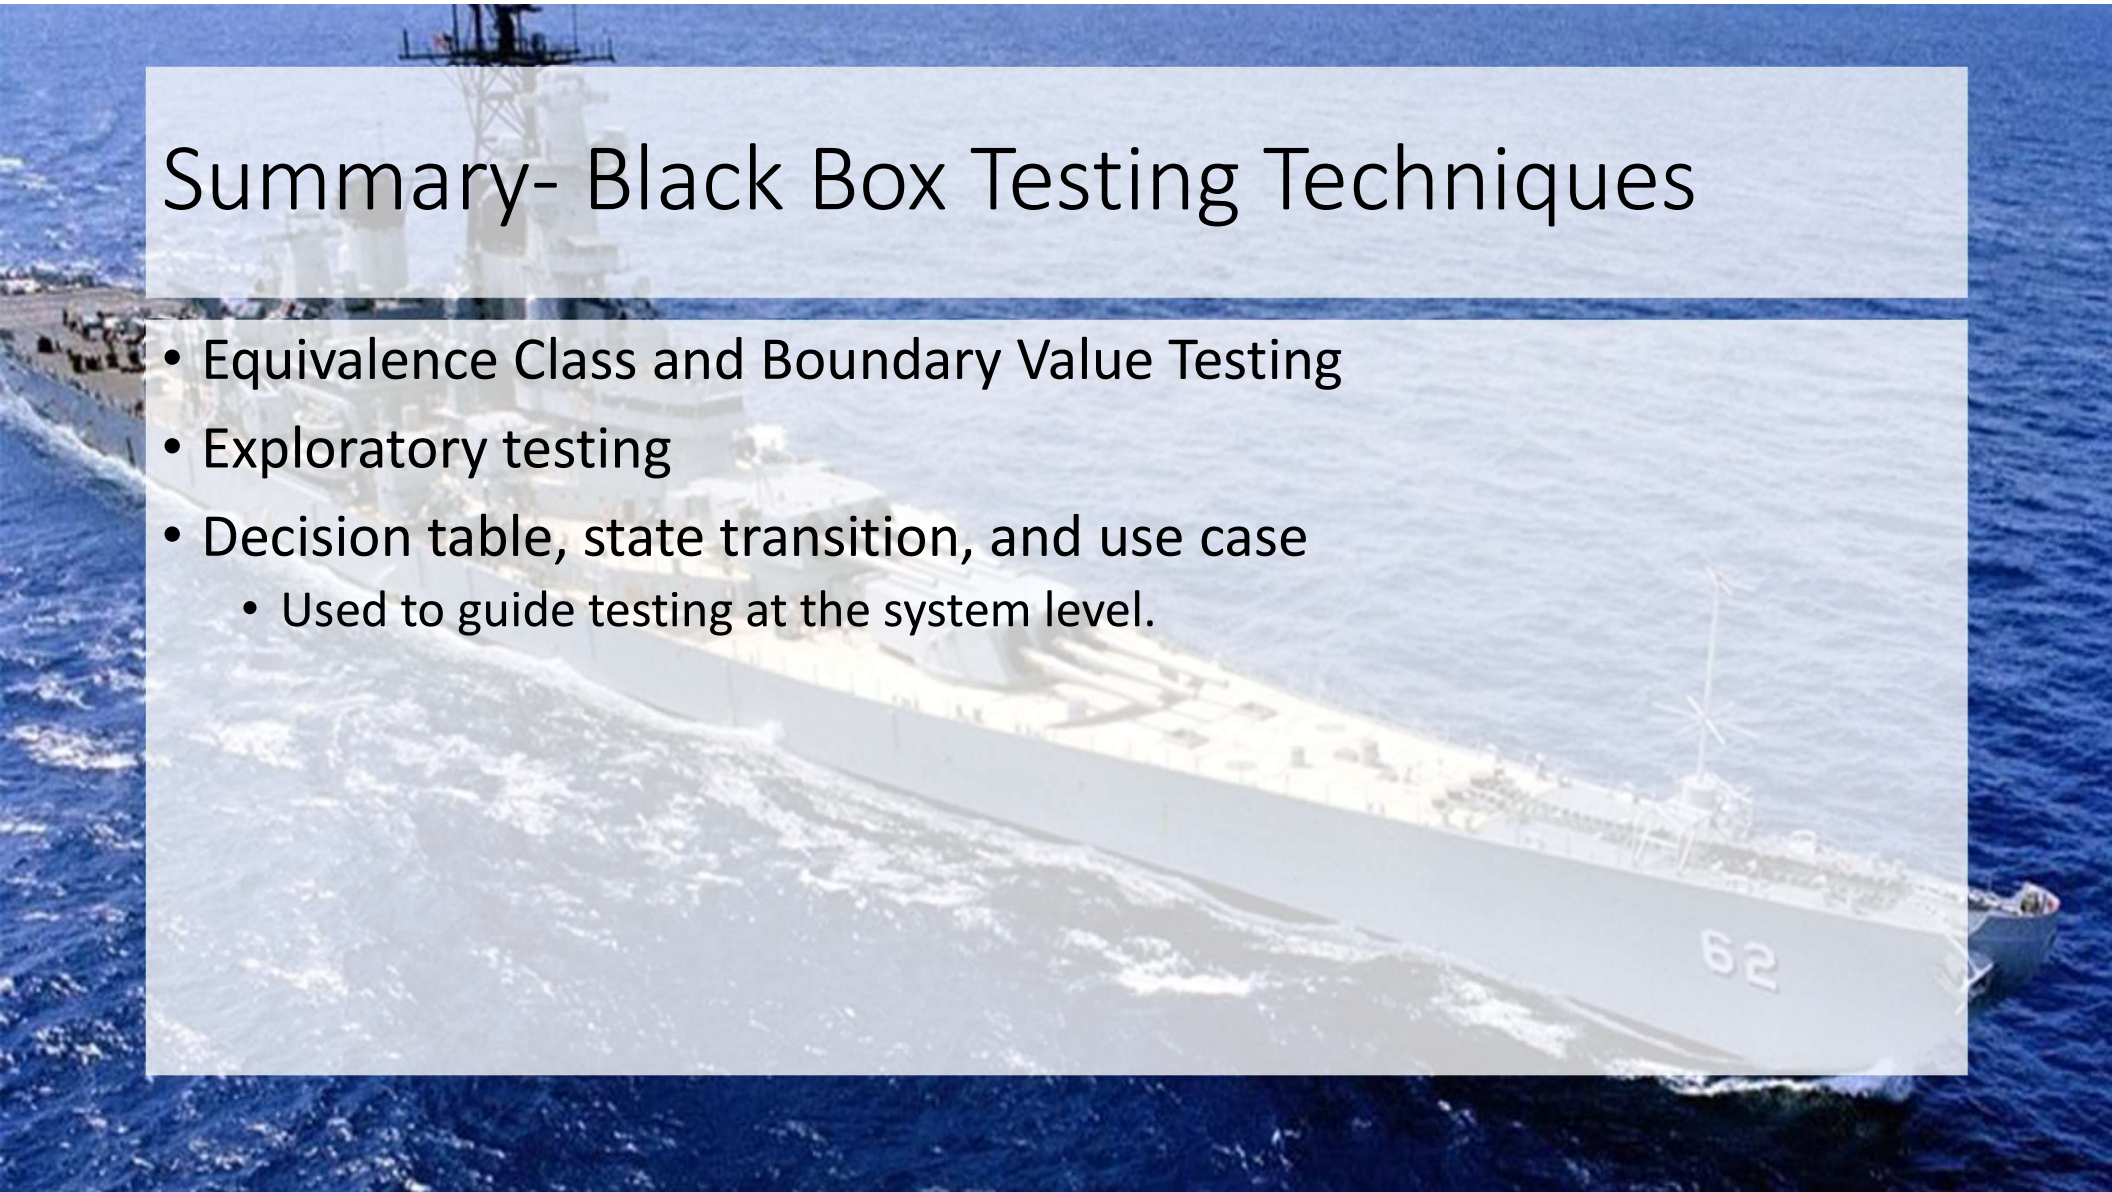 Summary- Black Box Testing Techniques
• Equivalence Class and Boundary Value Testing
• Exploratory testing
• Decision table, state transition, and use case
• Used to guide testing at the system level.
62